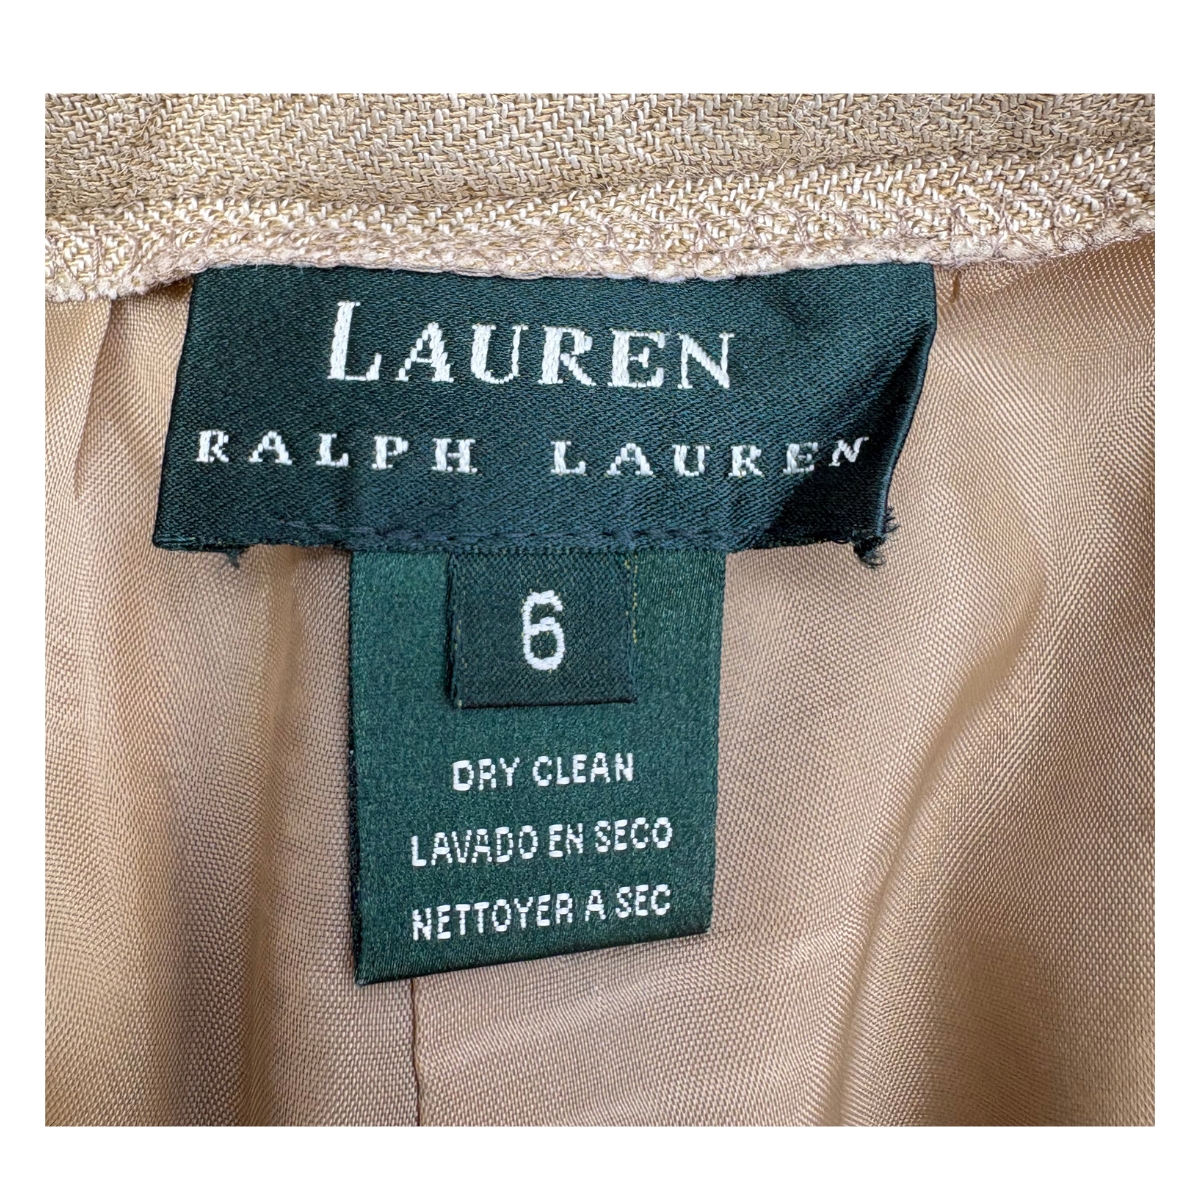 LAUREN
RALPH LAUREN
6
DRY CLEAN
LAVADO EN SECO
NETTOYER A SEC